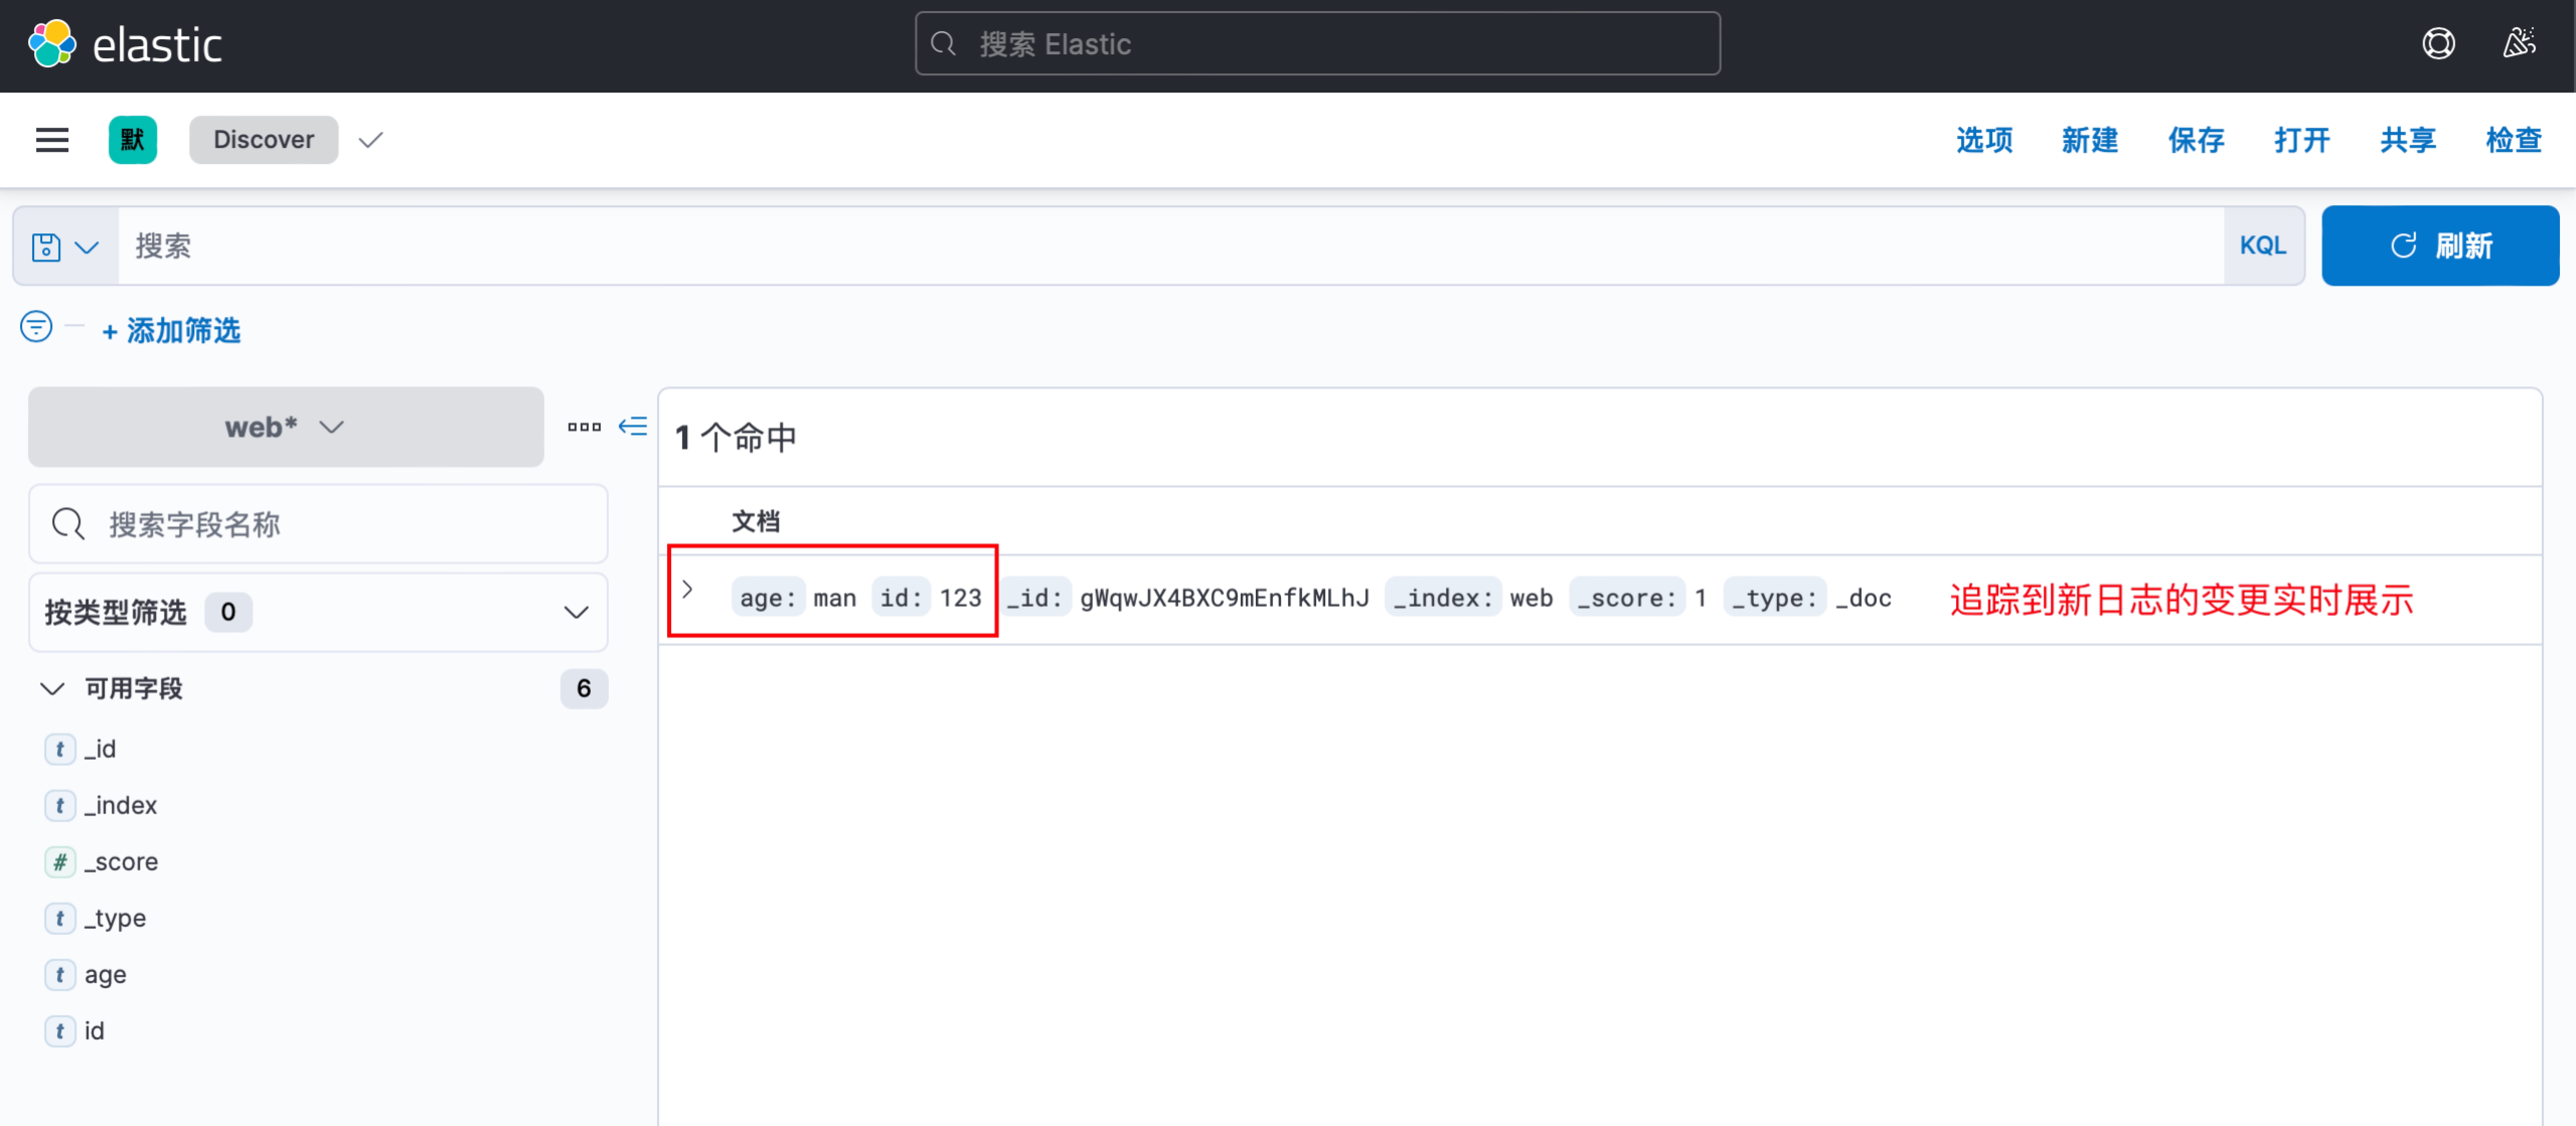 elastic
搜索 Elastic
默 Discover 选项 新建 保存 打开 共享 检查
搜索 KQL 刷新
+ 添加筛选
web*
搜索字段名称
按类型筛选 0
可用字段 6
t _id
t _index
# _score
t _type
t age
t id
1 个命中
文档
age: man id: 123 _id: gWqwJX4BXC9mEnfkMLhJ _index: web _score: 1 _type: _doc 追踪到新日志的变更实时展示